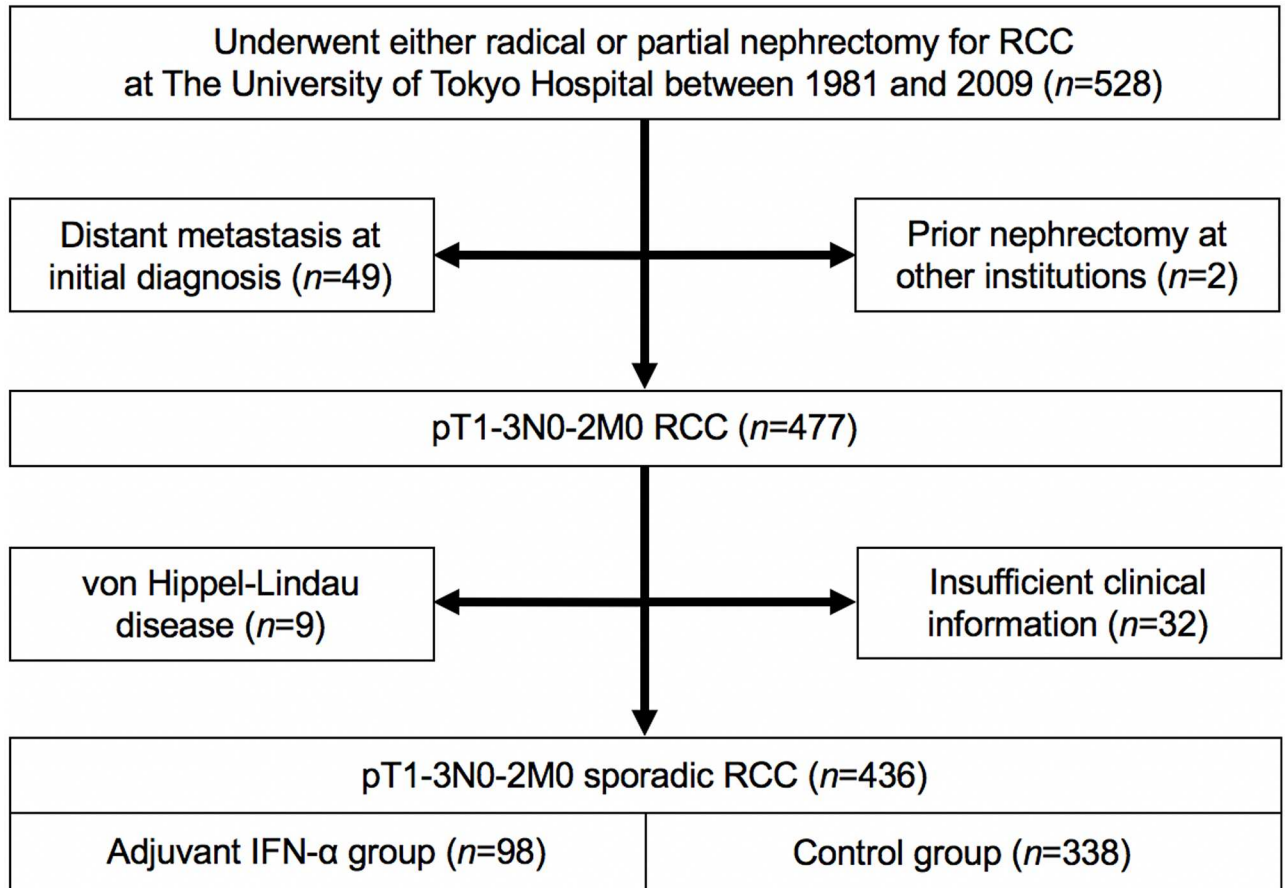 Underwent either radical or partial nephrectomy for RCC
at The University of Tokyo Hospital between 1981 and 2009 (n=528)
Distant metastasis at
initial diagnosis (n=49)
Prior nephrectomy at
other institutions (n=2)
pT1-3N0-2M0 RCC (n=477)
von Hippel-Lindau
disease (n=9)
Insufficient clinical
information (n=32)
pT1-3N0-2M0 sporadic RCC (n=436)
Adjuvant IFN-α group (n=98)
Control group (n=338)